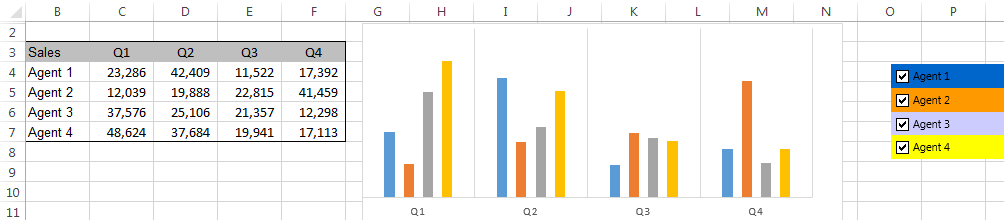 B C D E F G H I J K L M N O P
2
3 Sales Q1 Q2 Q3 Q4
4 Agent 1 23,286 42,409 11,522 17,392
5 Agent 2 12,039 19,888 22,815 41,459
6 Agent 3 37,576 25,106 21,357 12,298
7 Agent 4 48,624 37,684 19,941 17,113
8
9
10
11
Q1 Q2 Q3 Q4
Agent 1
Agent 2
Agent 3
Agent 4